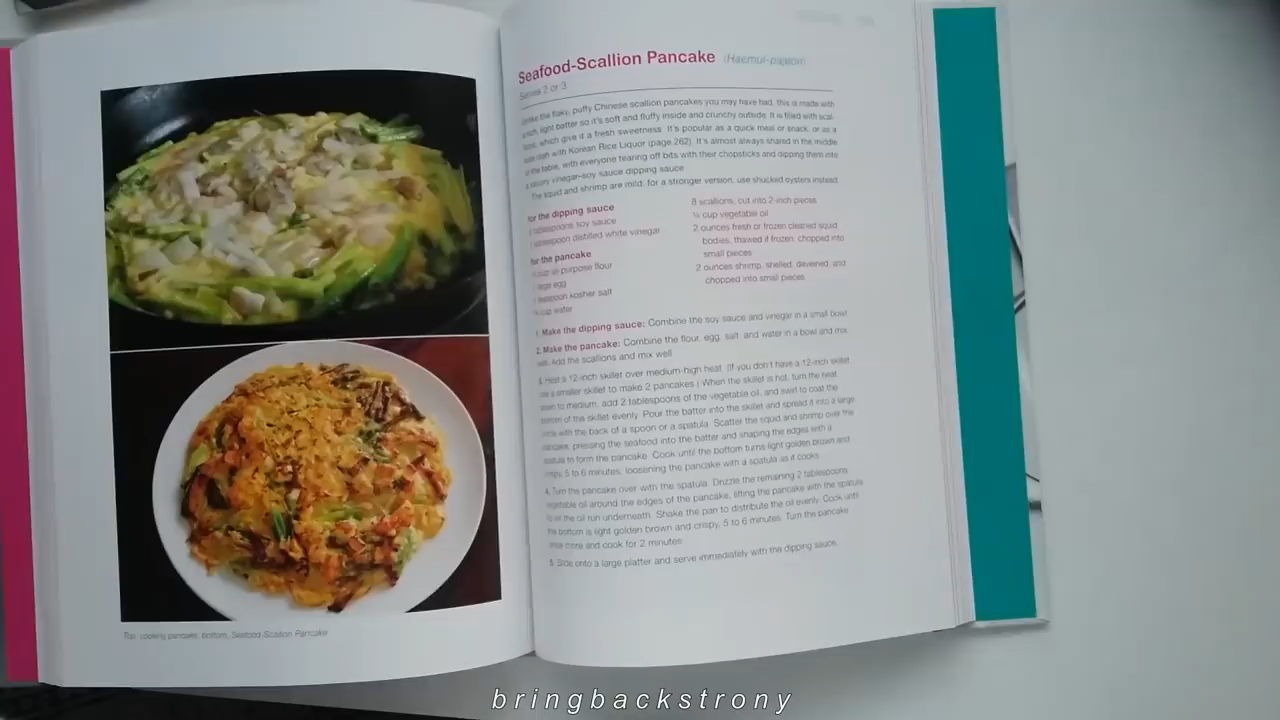 Seafood-Scallion Pancake (Haemul-pajeon)
Serves 2 or 3
the flaky, puffy Chinese scallion pancakes you may have had, this is made with
light batter so it's soft and fluffy inside and crunchy outside. It is filled with scal-
which give it a fresh sweetness. It's popular as a quick meal or snack, or as a
dish with Korean Rice Liquor (page 262). It's almost always shared in the middle
of the table, with everyone tearing off bits with their chopsticks and dipping them into
a savory vinegar-soy sauce dipping sauce.
The squid and shrimp are mild; for a stronger version, use shucked oysters instead.
for the dipping sauce
tablespoons soy sauce
tablespoon distilled white vinegar
for the pancake
cup all-purpose flour
large egg
teaspoon kosher salt
cup water
8 scallions, cut into 2-inch pieces
cup vegetable oil
2 ounces fresh or frozen cleaned squid
bodies, thawed if frozen, chopped into
small pieces
2 ounces shrimp, shelled, deveined, and
chopped into small pieces
1. Make the dipping sauce: Combine the soy sauce and vinegar in a small bowl.
2. Make the pancake: Combine the flour, egg, salt, and water in a bowl and mix
well. Add the scallions and mix well.
3. Heat a 12-inch skillet over medium-high heat. (If you don't have a 12-inch skillet,
use a smaller skillet to make 2 pancakes.) When the skillet is hot, turn the heat
down to medium, add 2 tablespoons of the vegetable oil, and swirl to coat the
bottom of the skillet evenly. Pour the batter into the skillet and spread it into a large
circle with the back of a spoon or a spatula. Scatter the squid and shrimp over the
pancake, pressing the seafood into the batter and shaping the edges with a
spatula to form the pancake. Cook until the bottom turns light golden brown and
crispy, 5 to 6 minutes, loosening the pancake with a spatula as it cooks.
4. Turn the pancake over with the spatula. Drizzle the remaining 2 tablespoons
vegetable oil around the edges of the pancake, lifting the pancake with the spatula
to let the oil run underneath. Shake the pan to distribute the oil evenly. Cook until
the bottom is light golden brown and crispy, 5 to 6 minutes. Turn the pancake
once more and cook for 2 minutes.
5. Slide onto a large platter and serve immediately with the dipping sauce.
Top, cooking pancake; bottom, Seafood-Scallion Pancake
bringbackstrony